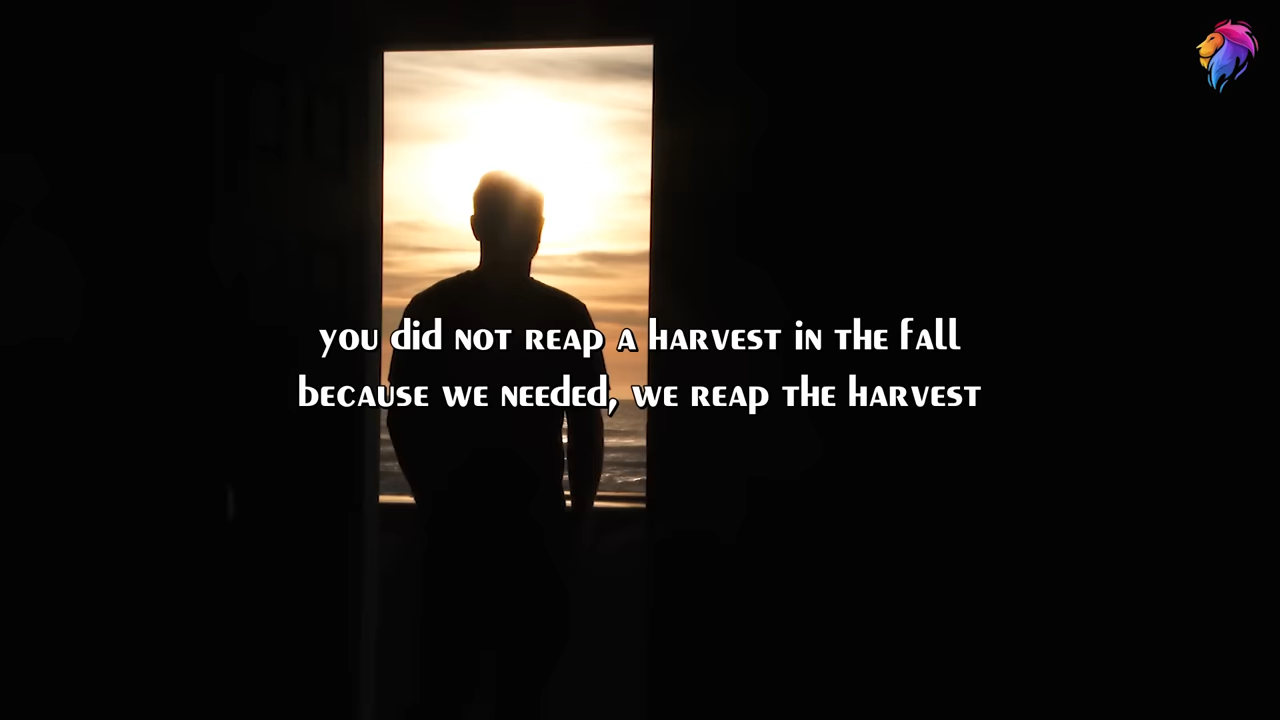 you did not reap a harvest in the fall
because we needed, we reap the harvest